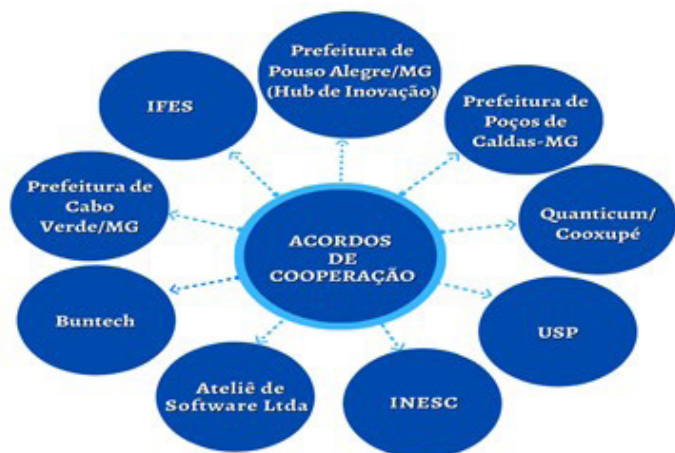 Prefeitura de
Pouso Alegre/MG
(Hub de Inovação)
IFES
Prefeitura de
Poços de
Caldas-MG
Prefeitura de
Cabo
Verde/MG
Quanticum/
Cooxupé
ACORDOS
DE
COOPERAÇÃO
Buntech
USP
Ateliê de
Software Ltda
INESC